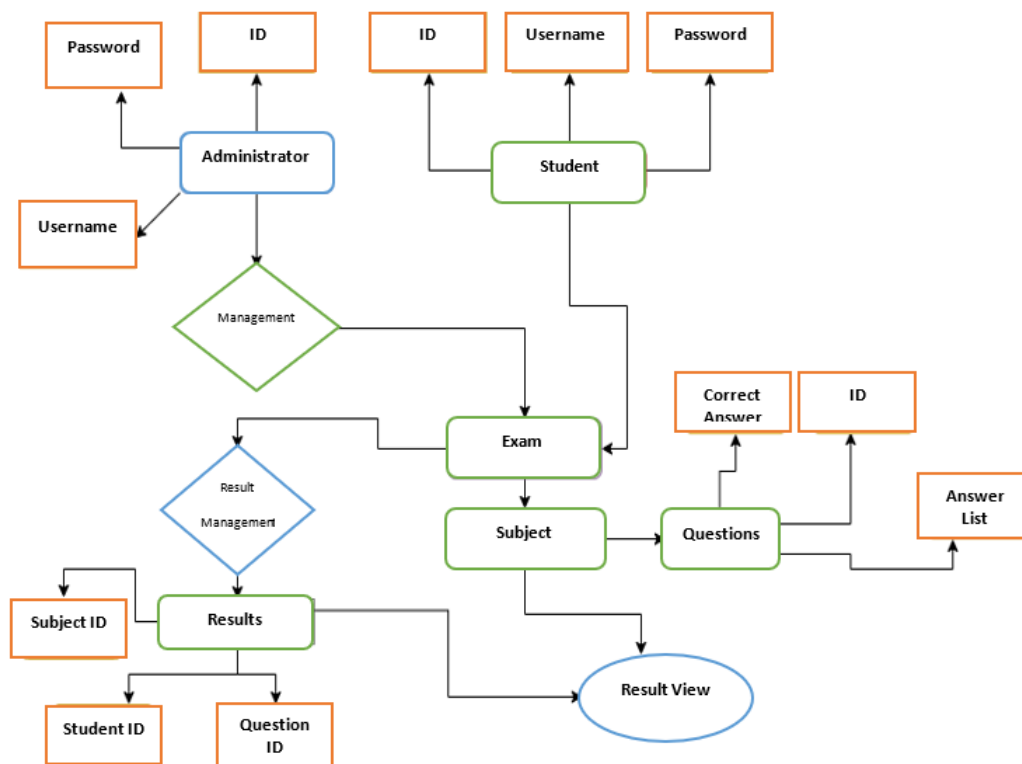 Password
ID
ID
Username
Password
Administrator
Student
Username
Management
Correct
Answer
ID
Exam
Result
Management
Answer
List
Subject
Questions
Subject ID
Results
Result View
Student ID
Question
ID